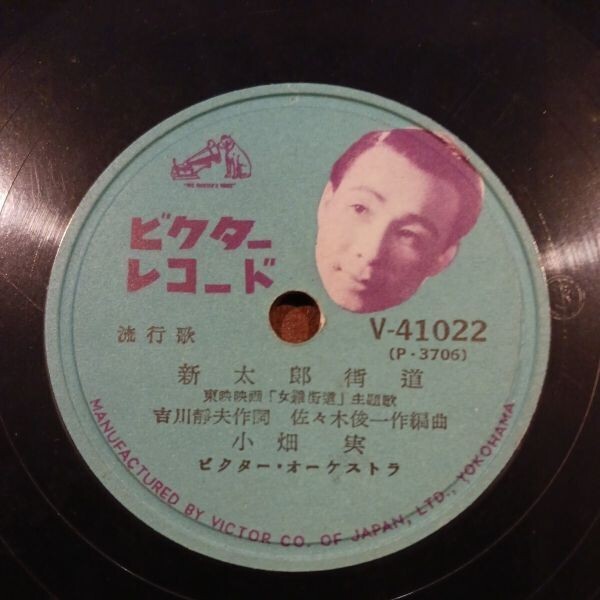 "HIS MASTER'S VOICE"
ビクター
レコード
流行歌
V-41022
(P・3706)
新太郎街道
東映映画「女難街道」主題歌
吉川靜夫作詞 佐々木俊一作編曲
小畑 実
ビクター・オーケストラ
MANUFACTURED BY VICTOR CO. OF JAPAN, LTD., YOKOHAMA